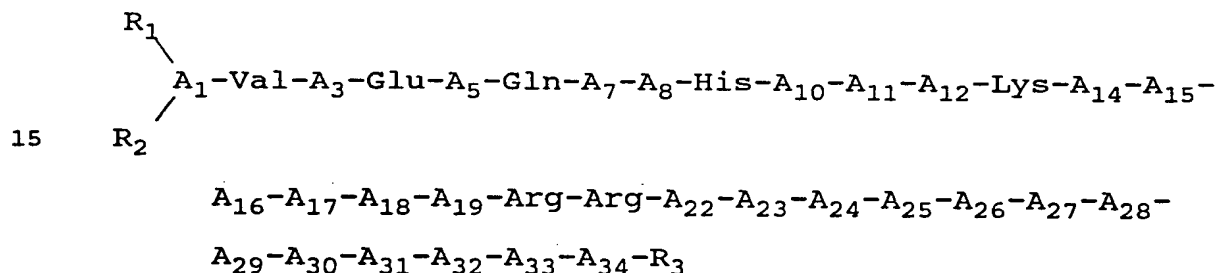 R₁
A₁-Val-A₃-Glu-A₅-Gln-A₇-A₈-His-A₁₀-A₁₁-A₁₂-Lys-A₁₄-A₁₅-
15 R₂
A₁₆-A₁₇-A₁₈-A₁₉-Arg-Arg-A₂₂-A₂₃-A₂₄-A₂₅-A₂₆-A₂₇-A₂₈-
A₂₉-A₃₀-A₃₁-A₃₂-A₃₃-A₃₄-R₃